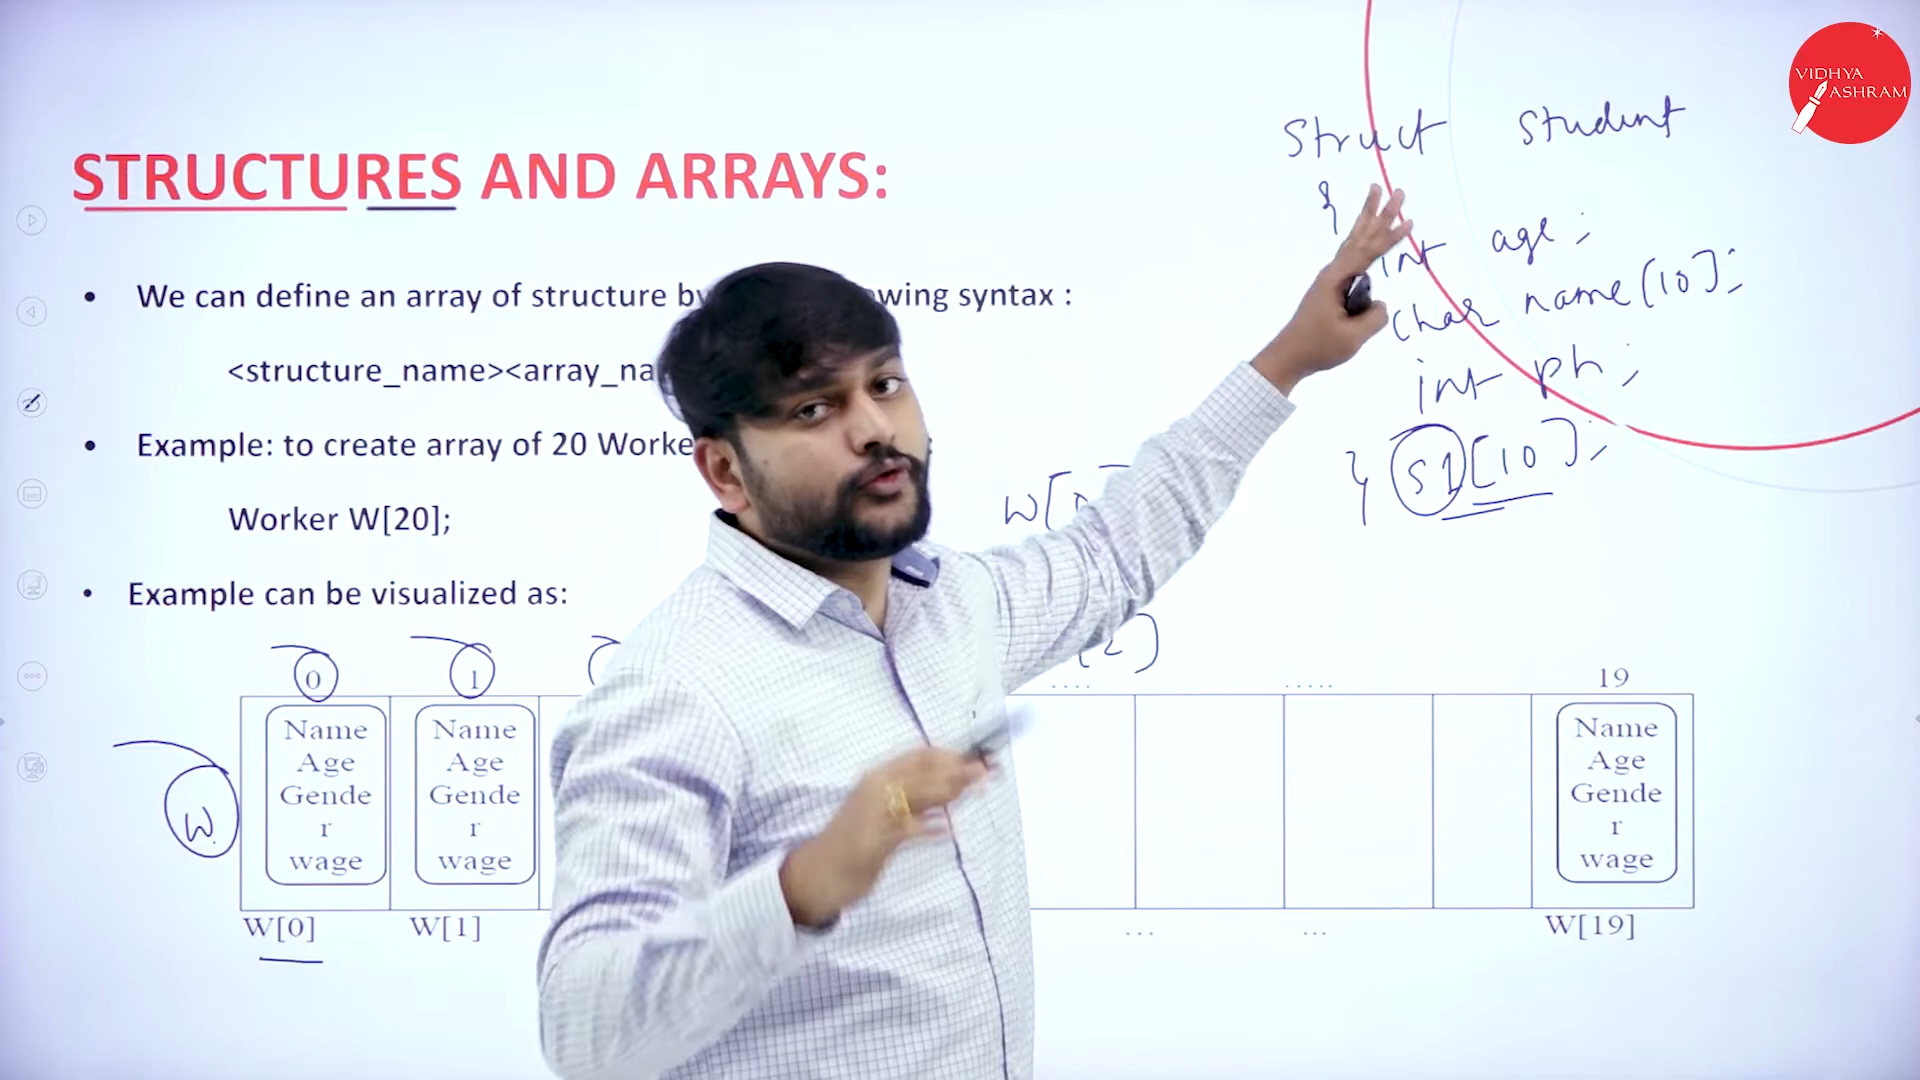 VIDHYA
ASHRAM
STRUCTURES AND ARRAYS:
Struct Student
{
int age;
char name[10];
int ph;
} S1[10];
We can define an array of structure wing syntax :
<structure_name><array_na
Example: to create array of 20 Worke
Worker W[20];
W[0
Example can be visualized as:
[2]
0 1 .... ..... 19
Name Name Name
Age Age Age
Gende Gende Gende
r r r
wage wage wage
W.
W[0] W[1] ... ... W[19]